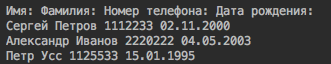 Имя: Фамилия: Номер телефона: Дата рождения:
Сергей Петров 1112233 02.11.2000
Александр Иванов 2220222 04.05.2003
Петр Усс 1125533 15.01.1995